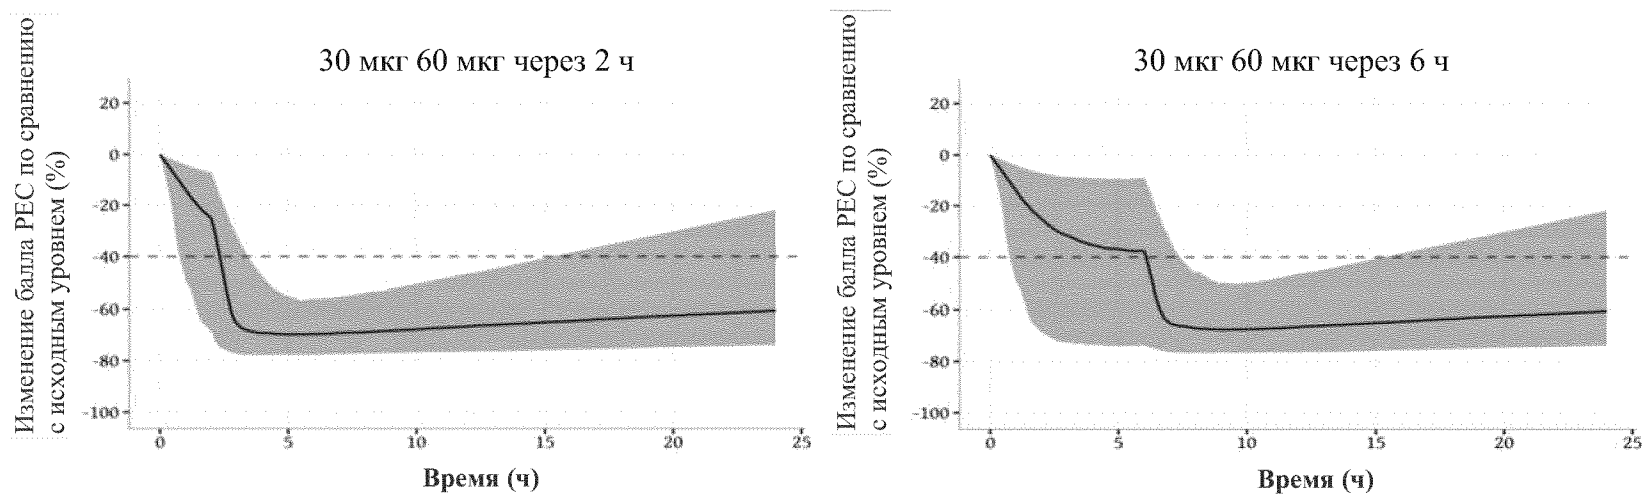 30 мкг 60 мкг через 2 ч
Изменение балла PEC по сравнению
с исходным уровнем (%)
20
0
-20
-40
-60
-80
-100
0 5 10 15 20 25
Время (ч)
30 мкг 60 мкг через 6 ч
Изменение балла PEC по сравнению
с исходным уровнем (%)
20
0
-20
-40
-60
-80
-100
0 5 10 15 20 25
Время (ч)